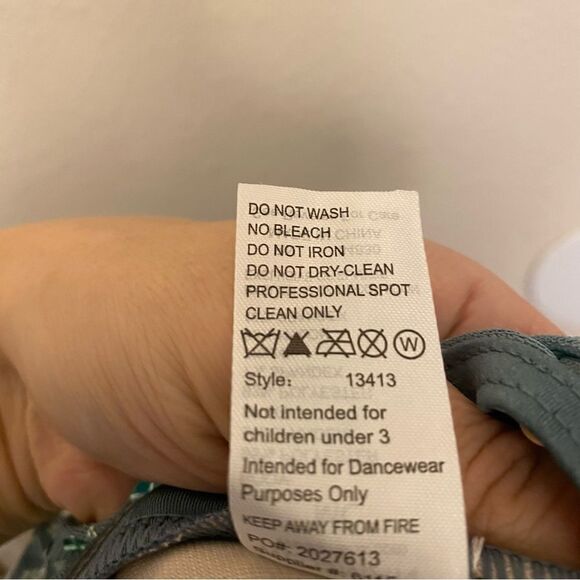 DO NOT WASH
NO BLEACH
DO NOT IRON
DO NOT DRY-CLEAN
PROFESSIONAL SPOT
CLEAN ONLY
W
Style: 13413
Not intended for
children under 3
Intended for Dancewear
Purposes Only
KEEP AWAY FROM FIRE
PO#: 2027613
Supplier #: